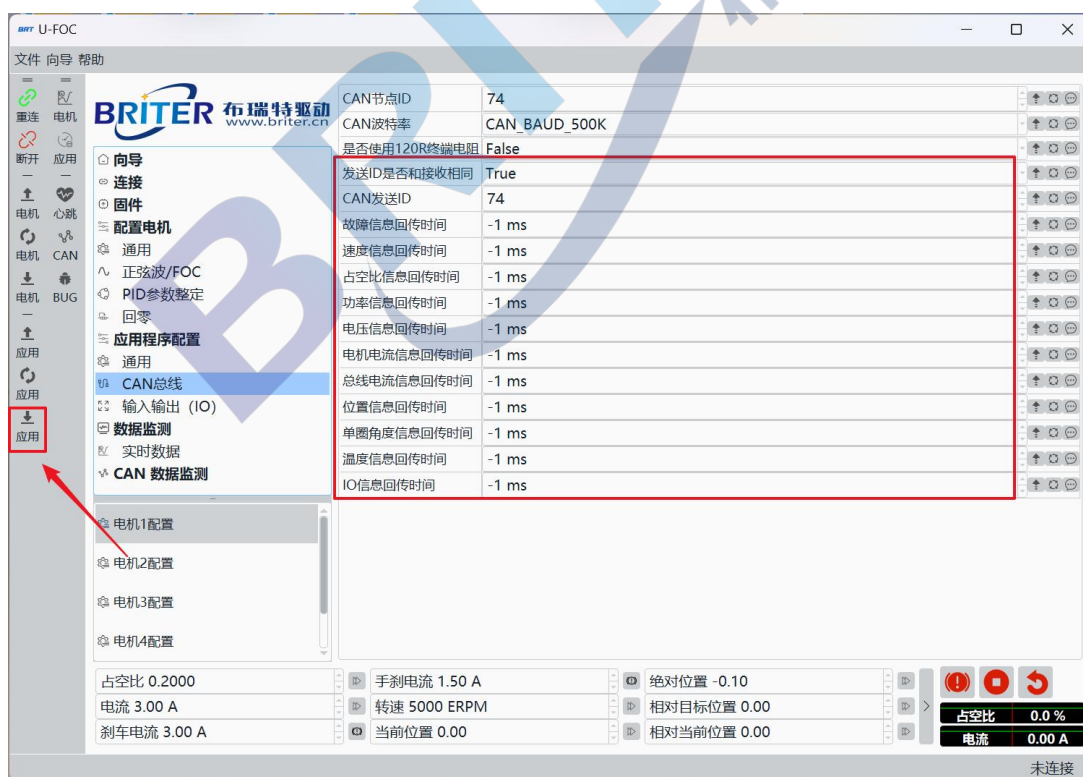 BRT U-FOC
文件 向导 帮助
重连 电机
断开 应用
电机 心跳
电机 CAN
电机 BUG
应用
应用
应用
BRITER 布瑞特驱动
www.briter.cn
向导
连接
固件
配置电机
通用
正弦波/FOC
PID参数整定
回零
应用程序配置
通用
CAN总线
输入输出（IO）
数据监测
实时数据
CAN 数据监测
电机1配置
电机2配置
电机3配置
电机4配置
CAN节点ID 74
CAN波特率 CAN_BAUD_500K
是否使用120R终端电阻 False
发送ID是否和接收相同 True
CAN发送ID 74
故障信息回传时间 -1 ms
速度信息回传时间 -1 ms
占空比信息回传时间 -1 ms
功率信息回传时间 -1 ms
电压信息回传时间 -1 ms
电机电流信息回传时间 -1 ms
总线电流信息回传时间 -1 ms
位置信息回传时间 -1 ms
单圈角度信息回传时间 -1 ms
温度信息回传时间 -1 ms
IO信息回传时间 -1 ms
占空比 0.2000 手刹电流 1.50 A 绝对位置 -0.10
电流 3.00 A 转速 5000 ERPM 相对目标位置 0.00
刹车电流 3.00 A 当前位置 0.00 相对当前位置 0.00
占空比 0.0 %
电流 0.00 A
未连接